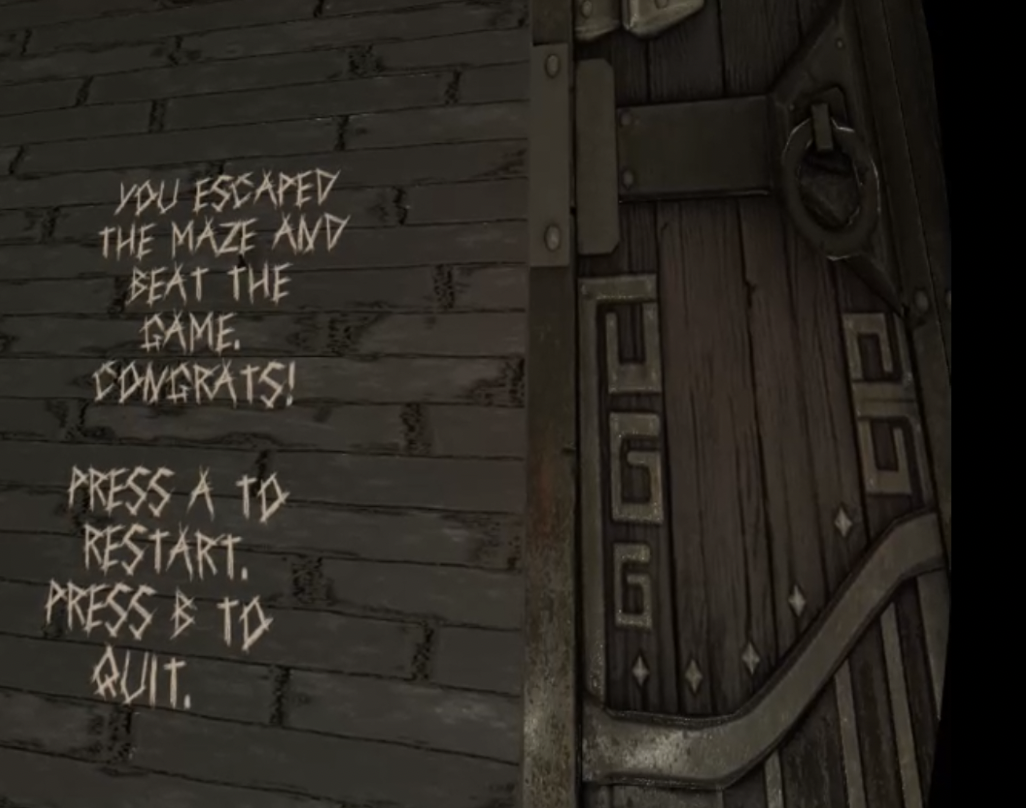 YOU ESCAPED
THE MAZE AND
BEAT THE
GAME.
CONGRATS!
PRESS A TO
RESTART.
PRESS B TO
QUIT.